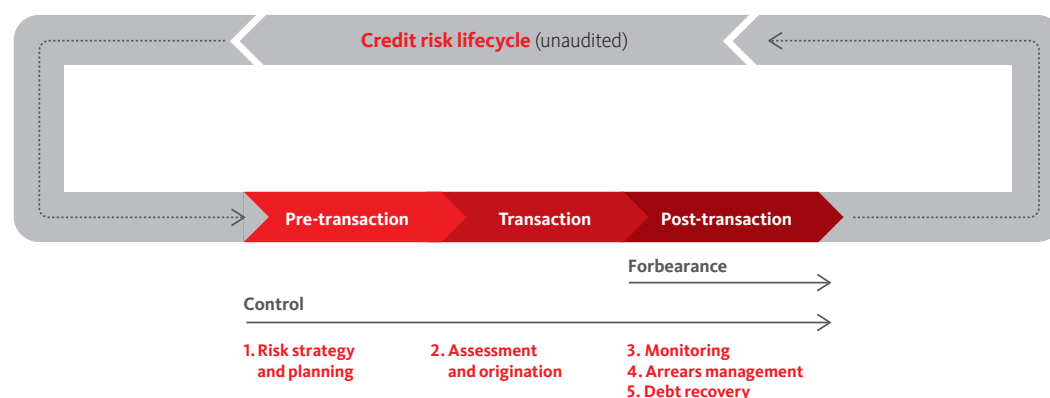 Credit risk lifecycle (unaudited)
Pre-transaction
Transaction
Post-transaction
Forbearance
Control
1. Risk strategy
and planning
2. Assessment
and origination
3. Monitoring
4. Arrears management
5. Debt recovery